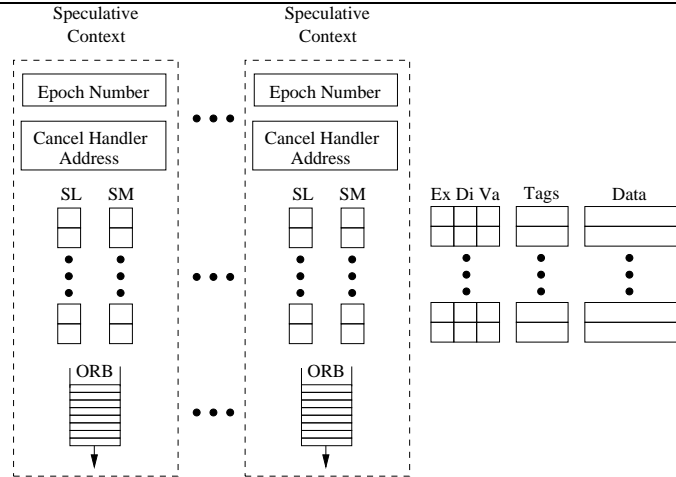 Speculative
Context
Epoch Number
Cancel Handler
Address
SL SM
ORB
Speculative
Context
Epoch Number
Cancel Handler
Address
SL SM
ORB
Ex Di Va Tags Data